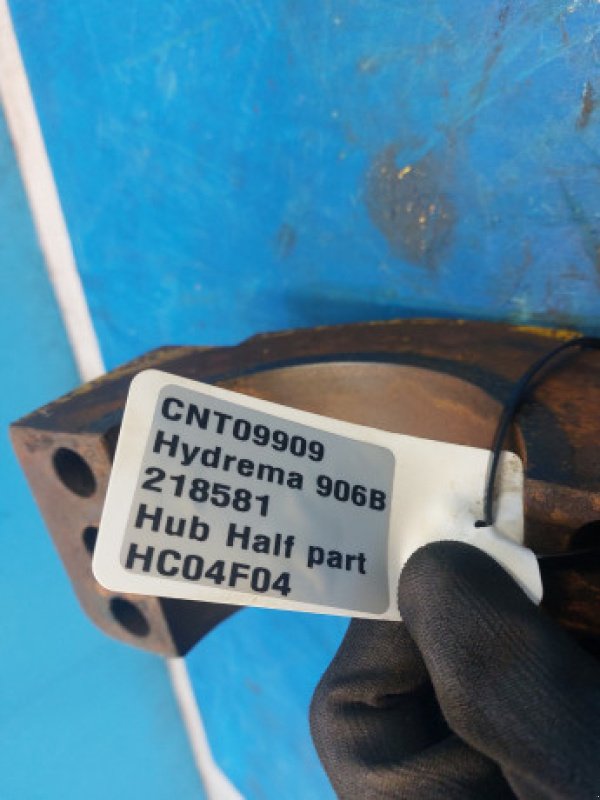 CNT09909
Hydrema 906B
218581
Hub Half part
HC04F04